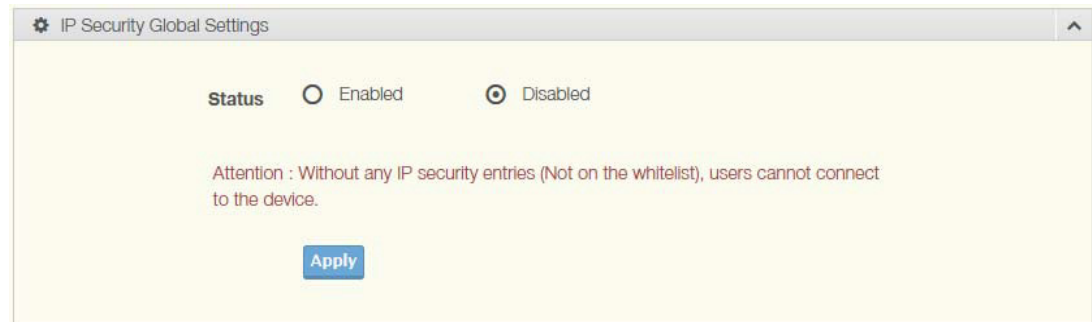 IP Security Global Settings
Status Enabled Disabled
Attention : Without any IP security entries (Not on the whitelist), users cannot connect
to the device.
Apply